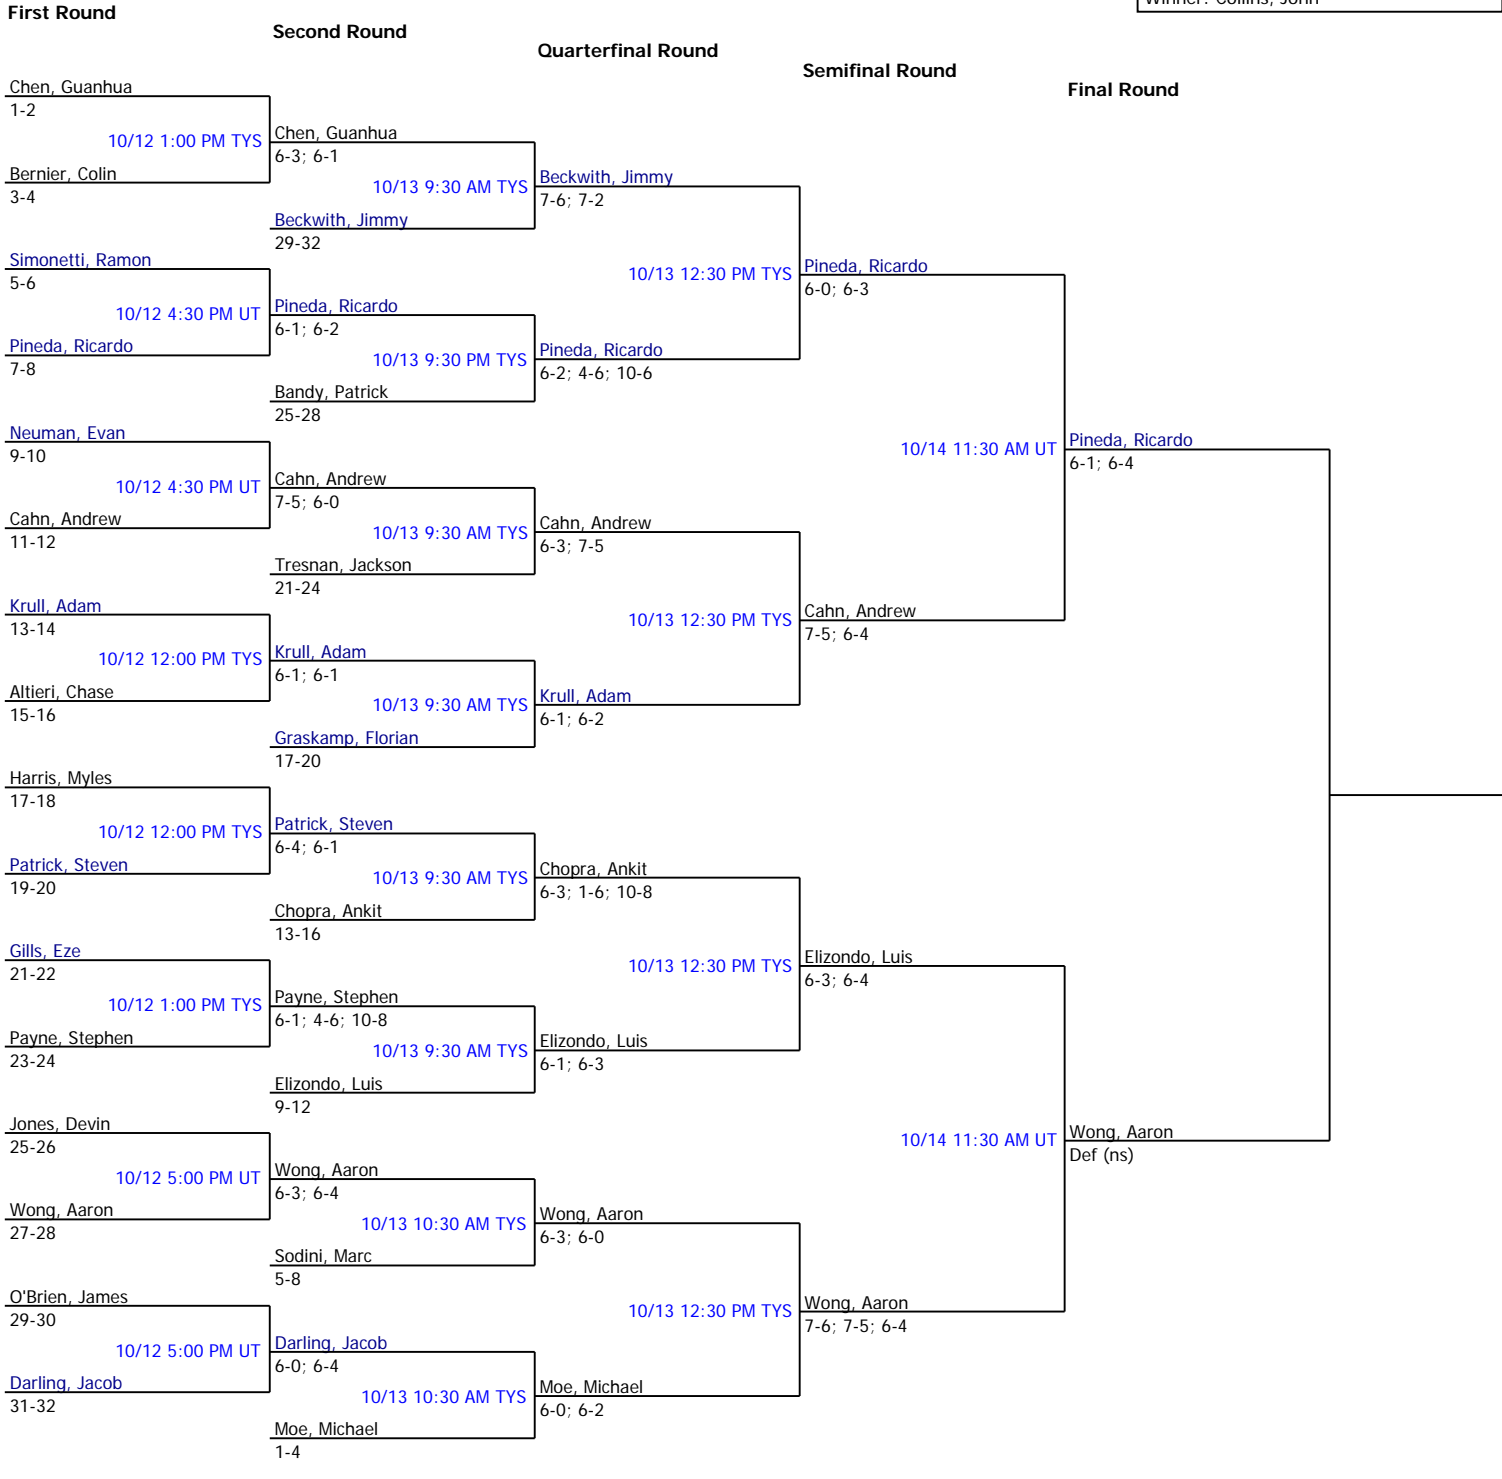 Winner: Collins, John
First Round
Second Round
Quarterfinal Round
Semifinal Round
Final Round
Chen, Guanhua
1-2
10/12 1:00 PM TYS
Bernier, Colin
3-4
Simonetti, Ramon
5-6
10/12 4:30 PM UT
Pineda, Ricardo
7-8
Neuman, Evan
9-10
10/12 4:30 PM UT
Cahn, Andrew
11-12
Krull, Adam
13-14
10/12 12:00 PM TYS
Altieri, Chase
15-16
Harris, Myles
17-18
10/12 12:00 PM TYS
Patrick, Steven
19-20
Gills, Eze
21-22
10/12 1:00 PM TYS
Payne, Stephen
23-24
Jones, Devin
25-26
10/12 5:00 PM UT
Wong, Aaron
27-28
O'Brien, James
29-30
10/12 5:00 PM UT
Darling, Jacob
31-32
Chen, Guanhua
6-3; 6-1
10/13 9:30 AM TYS
Beckwith, Jimmy
29-32
Pineda, Ricardo
6-1; 6-2
10/13 9:30 PM TYS
Bandy, Patrick
25-28
Cahn, Andrew
7-5; 6-0
10/13 9:30 AM TYS
Tresnan, Jackson
21-24
Krull, Adam
6-1; 6-1
10/13 9:30 AM TYS
Graskamp, Florian
17-20
Patrick, Steven
6-4; 6-1
10/13 9:30 AM TYS
Chopra, Ankit
13-16
Payne, Stephen
6-1; 4-6; 10-8
10/13 9:30 AM TYS
Elizondo, Luis
9-12
Wong, Aaron
6-3; 6-4
10/13 10:30 AM TYS
Sodini, Marc
5-8
Darling, Jacob
6-0; 6-4
10/13 10:30 AM TYS
Moe, Michael
1-4
Beckwith, Jimmy
7-6; 7-2
10/13 12:30 PM TYS
Pineda, Ricardo
6-2; 4-6; 10-6
Cahn, Andrew
6-3; 7-5
10/13 12:30 PM TYS
Krull, Adam
6-1; 6-2
Chopra, Ankit
6-3; 1-6; 10-8
10/13 12:30 PM TYS
Elizondo, Luis
6-1; 6-3
Wong, Aaron
6-3; 6-0
10/13 12:30 PM TYS
Moe, Michael
6-0; 6-2
Pineda, Ricardo
6-0; 6-3
10/14 11:30 AM UT
Cahn, Andrew
7-5; 6-4
Elizondo, Luis
6-3; 6-4
10/14 11:30 AM UT
Wong, Aaron
7-6; 7-5; 6-4
Pineda, Ricardo
6-1; 6-4
Wong, Aaron
Def (ns)